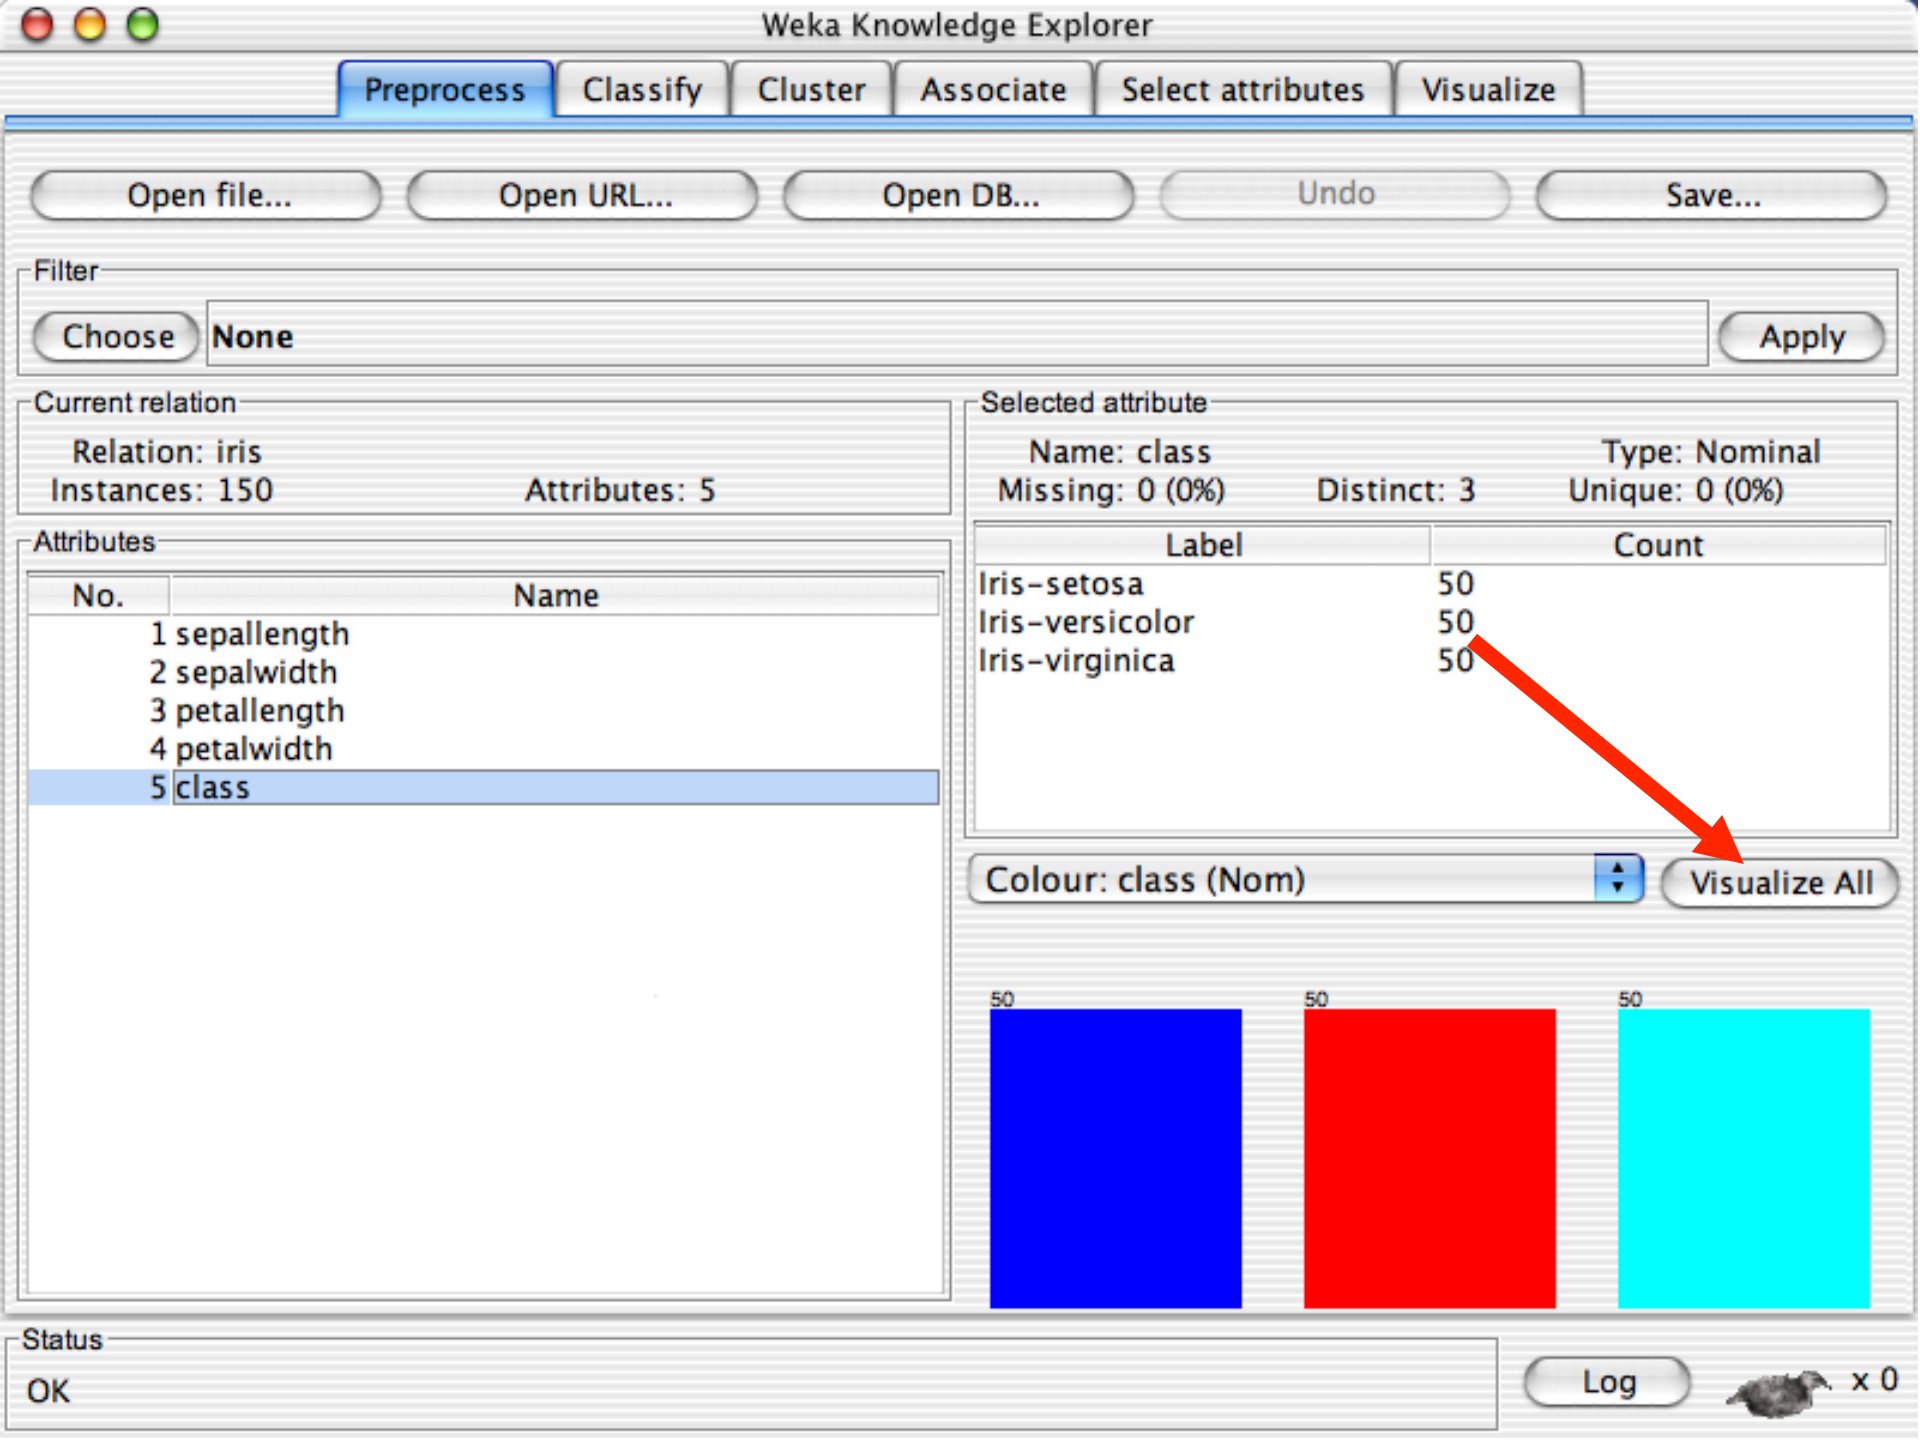 Weka Knowledge Explorer
Preprocess Classify Cluster Associate Select attributes Visualize
Open file... Open URL... Open DB... Undo Save...
Filter
Choose None Apply
Current relation
Relation: iris
Instances: 150 Attributes: 5
Attributes
No. Name
1 sepallength
2 sepalwidth
3 petallength
4 petalwidth
5 class
Selected attribute
Name: class Type: Nominal
Missing: 0 (0%) Distinct: 3 Unique: 0 (0%)
Label Count
Iris-setosa 50
Iris-versicolor 50
Iris-virginica 50
Colour: class (Nom) Visualize All
50 50 50
Status
OK
Log x 0